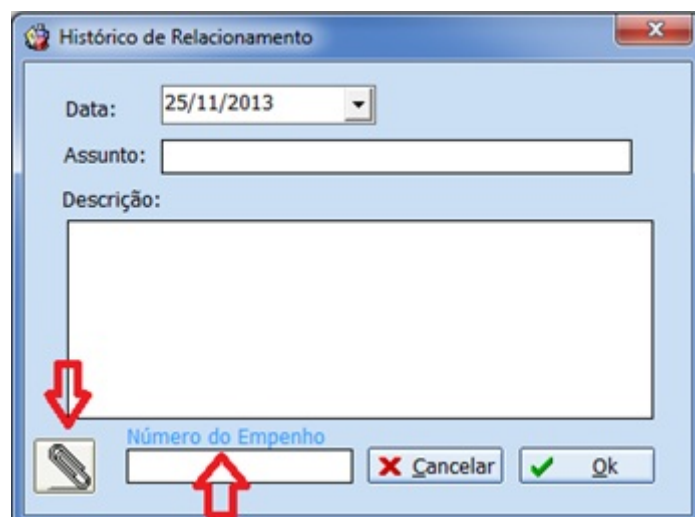 Histórico de Relacionamento
Data: 25/11/2013
Assunto:
Descrição:
Número do Empenho
Cancelar Ok